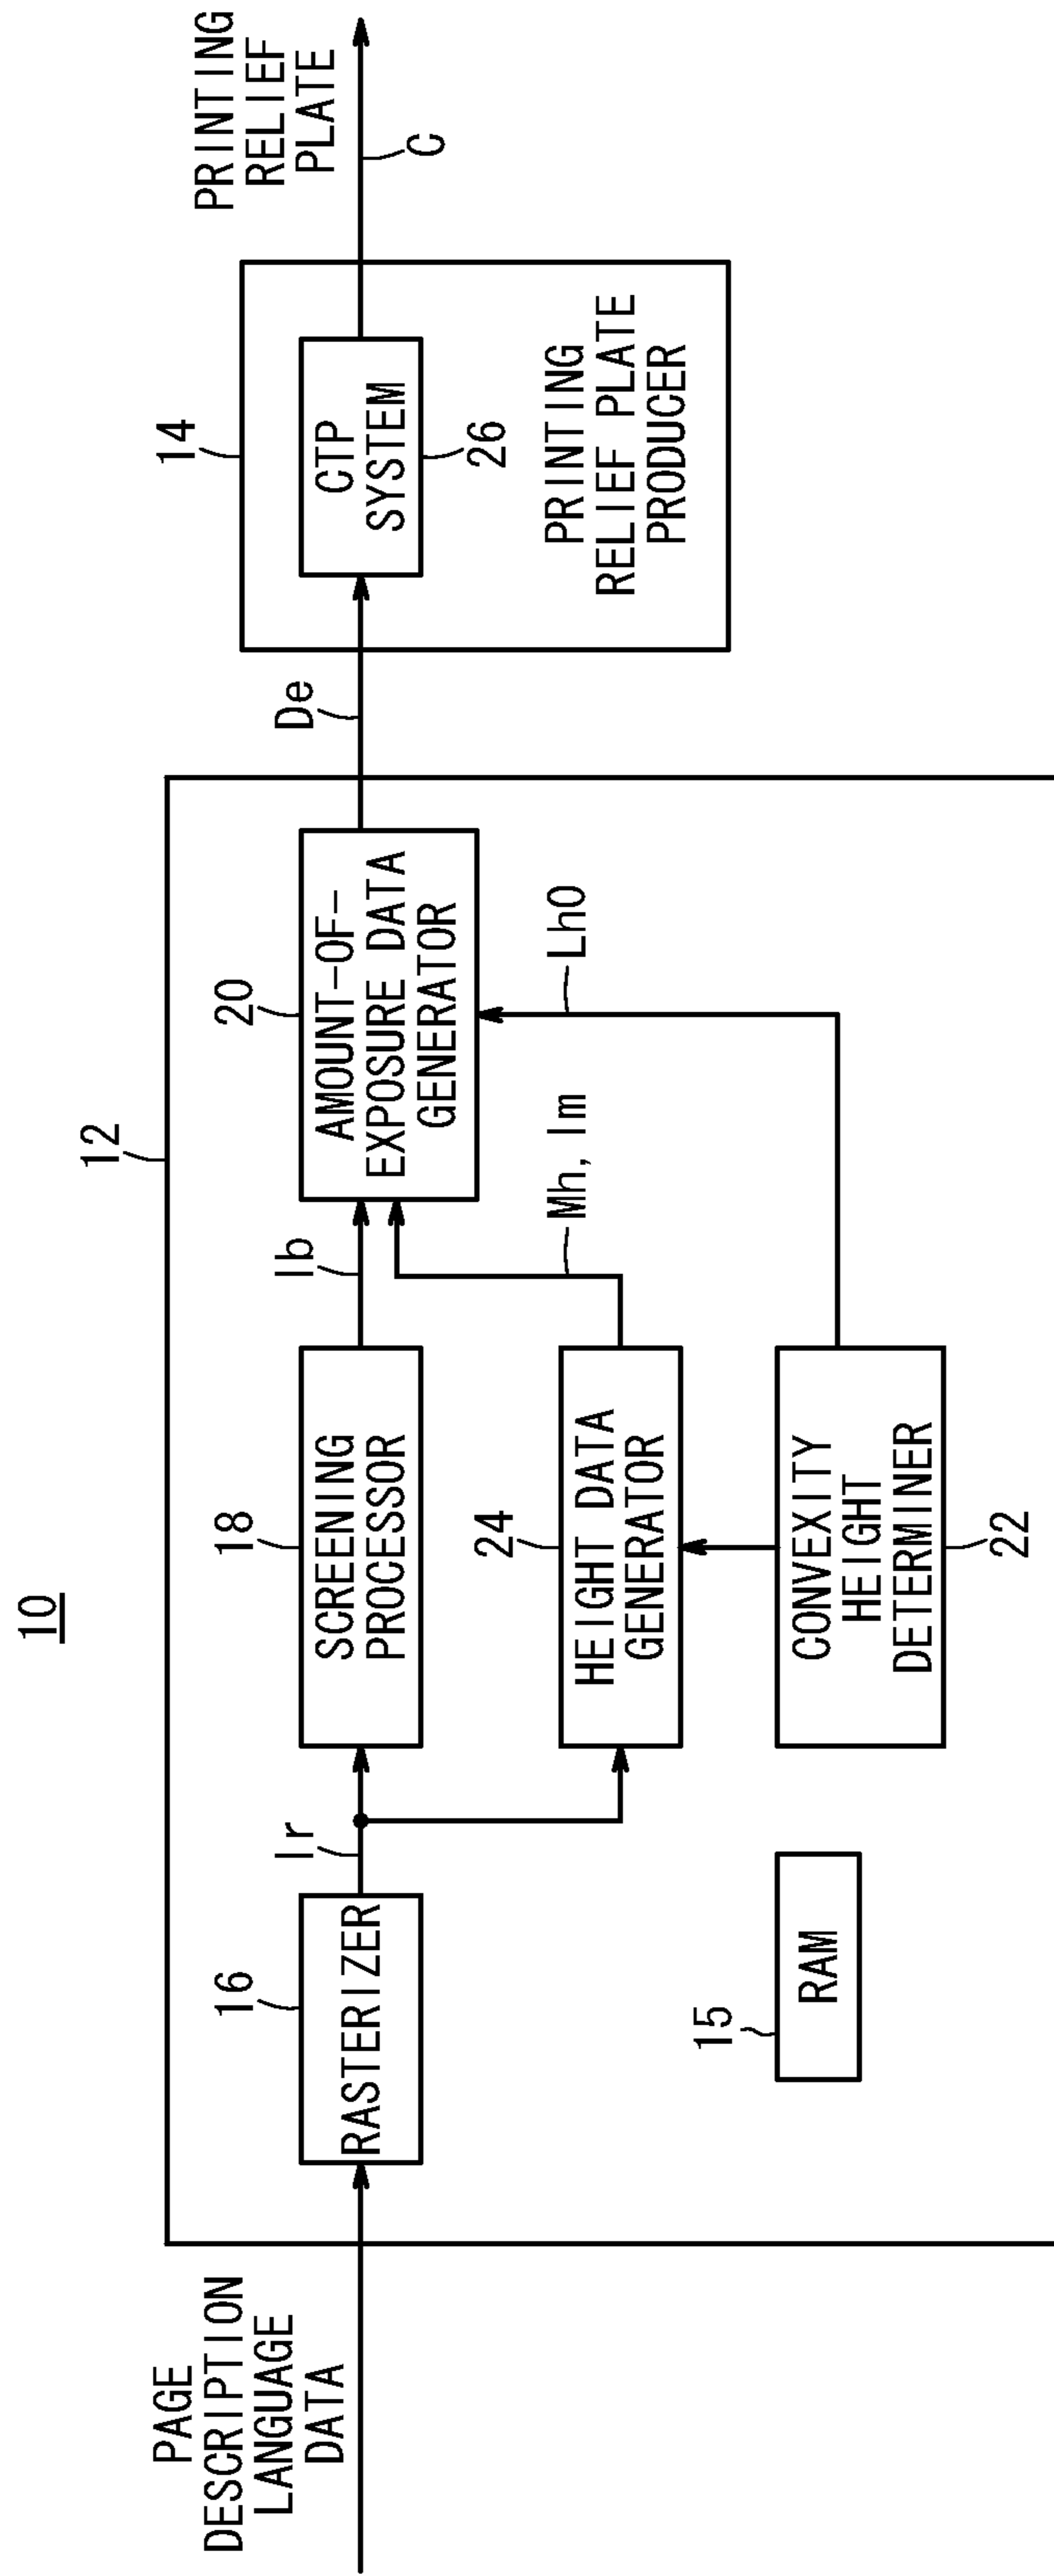 10
12
PAGE
DESCRIPTION
LANGUAGE
DATA
16
RASTERIZER
Ir
18
SCREENING
PROCESSOR
Ib
20
AMOUNT-OF-
EXPOSURE DATA
GENERATOR
De
14
CTP
SYSTEM
26
PRINTING
RELIEF PLATE
PRODUCER
PRINTING
RELIEF
PLATE
C
24
HEIGHT DATA
GENERATOR
Mh, Im
Lh0
15
RAM
CONVEXITY
HEIGHT
DETERMINER
22